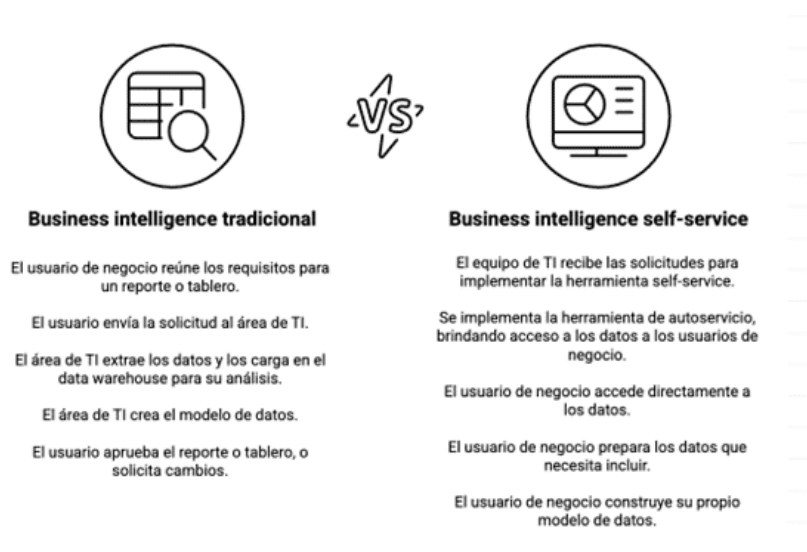 VS
Business intelligence tradicional
El usuario de negocio reúne los requisitos para
un reporte o tablero.
El usuario envía la solicitud al área de TI.
El área de TI extrae los datos y los carga en el
data warehouse para su análisis.
El área de TI crea el modelo de datos.
El usuario aprueba el reporte o tablero, o
solicita cambios.
Business intelligence self-service
El equipo de TI recibe las solicitudes para
implementar la herramienta self-service.
Se implementa la herramienta de autoservicio,
brindando acceso a los datos a los usuarios de
negocio.
El usuario de negocio accede directamente a
los datos.
El usuario de negocio prepara los datos que
necesita incluir.
El usuario de negocio construye su propio
modelo de datos.